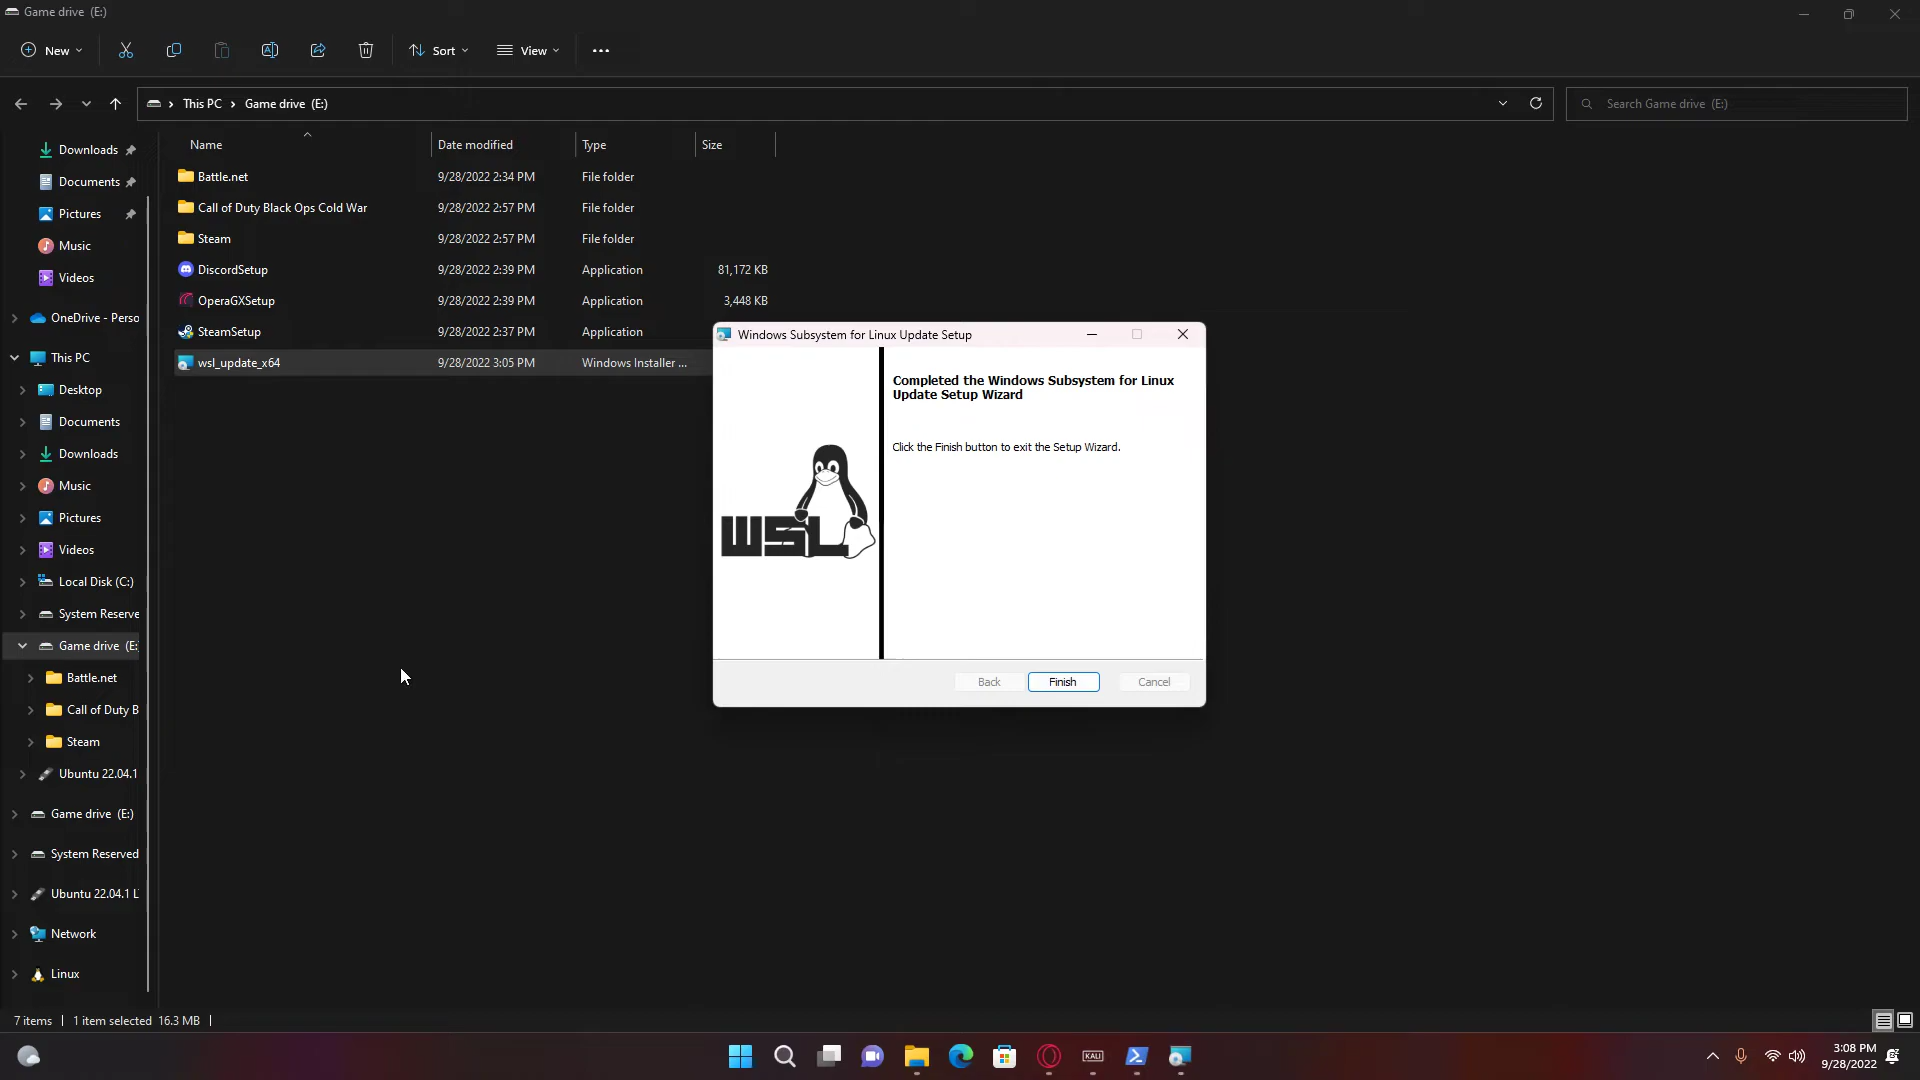 Game drive (E:)
New
Sort
View
This PC
Game drive (E:)
Search Game drive (E:)
Downloads
Documents
Pictures
Music
Videos
OneDrive - Perso
This PC
Desktop
Documents
Downloads
Music
Pictures
Videos
Local Disk (C:)
System Reserve
Game drive (E:
Battle.net
Call of Duty B
Steam
Ubuntu 22.04.1
Game drive (E:)
System Reserved
Ubuntu 22.04.1 L
Network
Linux
Name Date modified Type Size
Battle.net 9/28/2022 2:34 PM File folder
Call of Duty Black Ops Cold War 9/28/2022 2:57 PM File folder
Steam 9/28/2022 2:57 PM File folder
DiscordSetup 9/28/2022 2:39 PM Application 81,172 KB
OperaGXSetup 9/28/2022 2:39 PM Application 3,448 KB
SteamSetup 9/28/2022 2:37 PM Application
wsl_update_x64 9/28/2022 3:05 PM Windows Installer ...
Windows Subsystem for Linux Update Setup
Completed the Windows Subsystem for Linux
Update Setup Wizard
Click the Finish button to exit the Setup Wizard.
WSL
Back Finish Cancel
7 items 1 item selected 16.3 MB
KALI
3:08 PM
9/28/2022